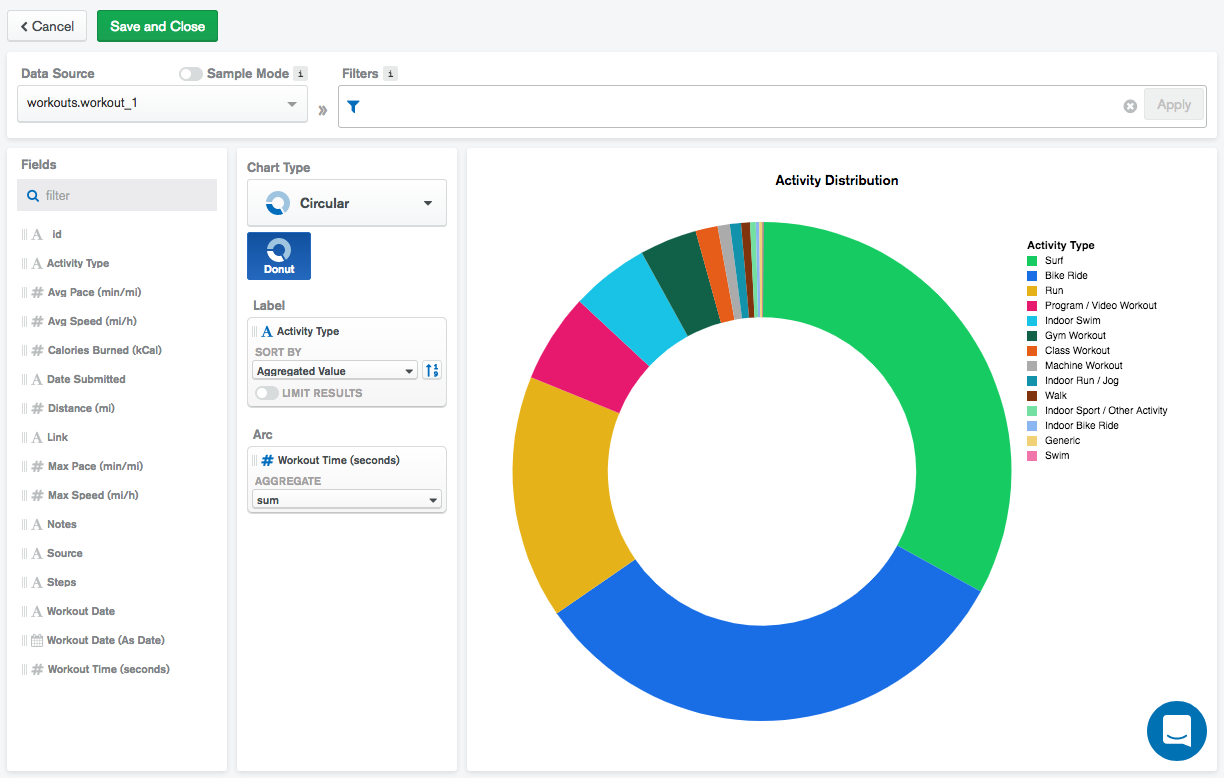 Cancel
Save and Close
Data Source
Sample Mode i
Filters i
workouts.workout_1
»
Apply
Fields
filter
A id
A Activity Type
# Avg Pace (min/mi)
# Avg Speed (mi/h)
# Calories Burned (kCal)
A Date Submitted
# Distance (mi)
A Link
# Max Pace (min/mi)
# Max Speed (mi/h)
A Notes
A Source
A Steps
A Workout Date
Workout Date (As Date)
# Workout Time (seconds)
Chart Type
Circular
Donut
Label
A Activity Type
SORT BY
Aggregated Value
1
9
LIMIT RESULTS
Arc
# Workout Time (seconds)
AGGREGATE
sum
Activity Distribution
Activity Type
Surf
Bike Ride
Run
Program / Video Workout
Indoor Swim
Gym Workout
Class Workout
Machine Workout
Indoor Run / Jog
Walk
Indoor Sport / Other Activity
Indoor Bike Ride
Generic
Swim